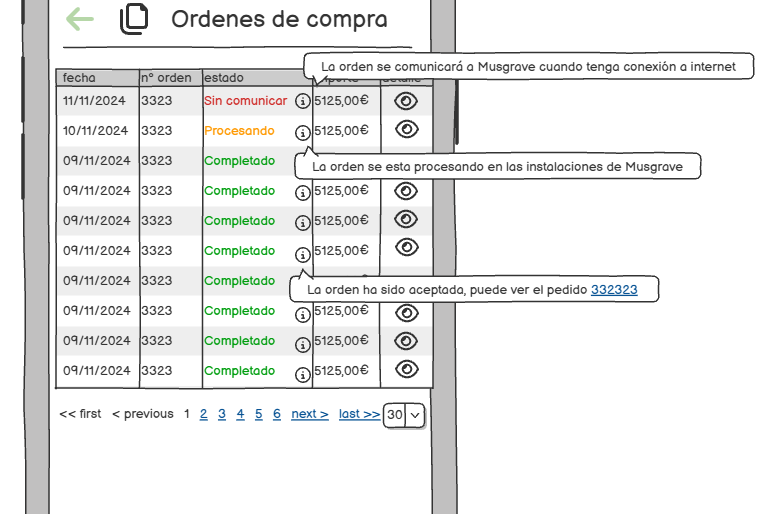 Ordenes de compra
La orden se comunicará a Musgrave cuando tenga conexión a internet
fecha nº orden estado
11/11/2024 3323 Sin comunicar 5125,00€
10/11/2024 3323 Procesando 5125,00€
09/11/2024 3323 Completado
La orden se esta procesando en las instalaciones de Musgrave
09/11/2024 3323 Completado 5125,00€
09/11/2024 3323 Completado 5125,00€
09/11/2024 3323 Completado 5125,00€
09/11/2024 3323 Completado
La orden ha sido aceptada, puede ver el pedido 332323
09/11/2024 3323 Completado 5125,00€
09/11/2024 3323 Completado 5125,00€
09/11/2024 3323 Completado 5125,00€
<< first < previous 1 2 3 4 5 6 next > last >> 30